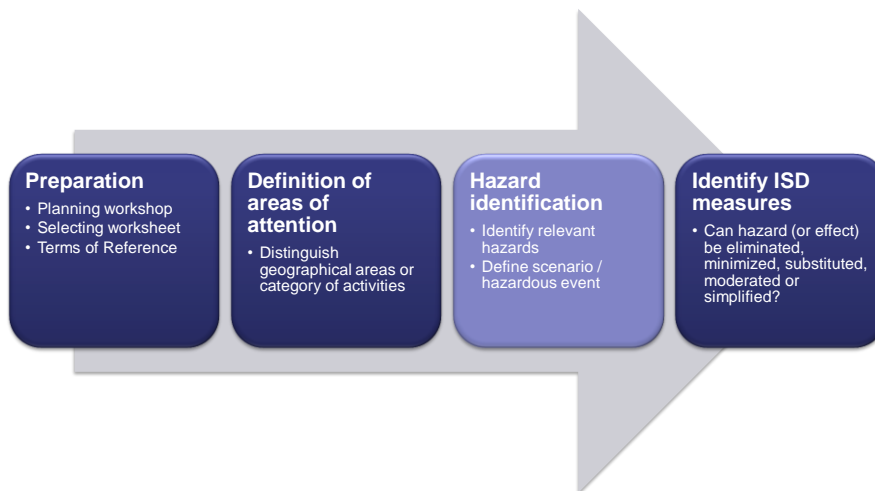 Preparation
• Planning workshop
• Selecting worksheet
• Terms of Reference
Definition of
areas of
attention
• Distinguish
geographical areas or
category of activities
Hazard
identification
• Identify relevant
hazards
• Define scenario /
hazardous event
Identify ISD
measures
• Can hazard (or effect)
be eliminated,
minimized, substituted,
moderated or
simplified?